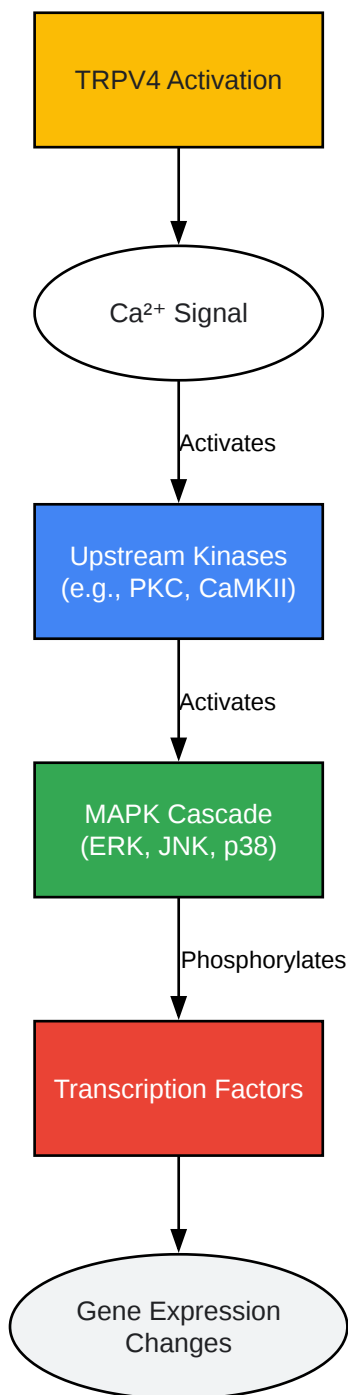 TRPV4 Activation
Ca²⁺ Signal
Activates
Upstream Kinases
(e.g., PKC, CaMKII)
Activates
MAPK Cascade
(ERK, JNK, p38)
Phosphorylates
Transcription Factors
Gene Expression
Changes